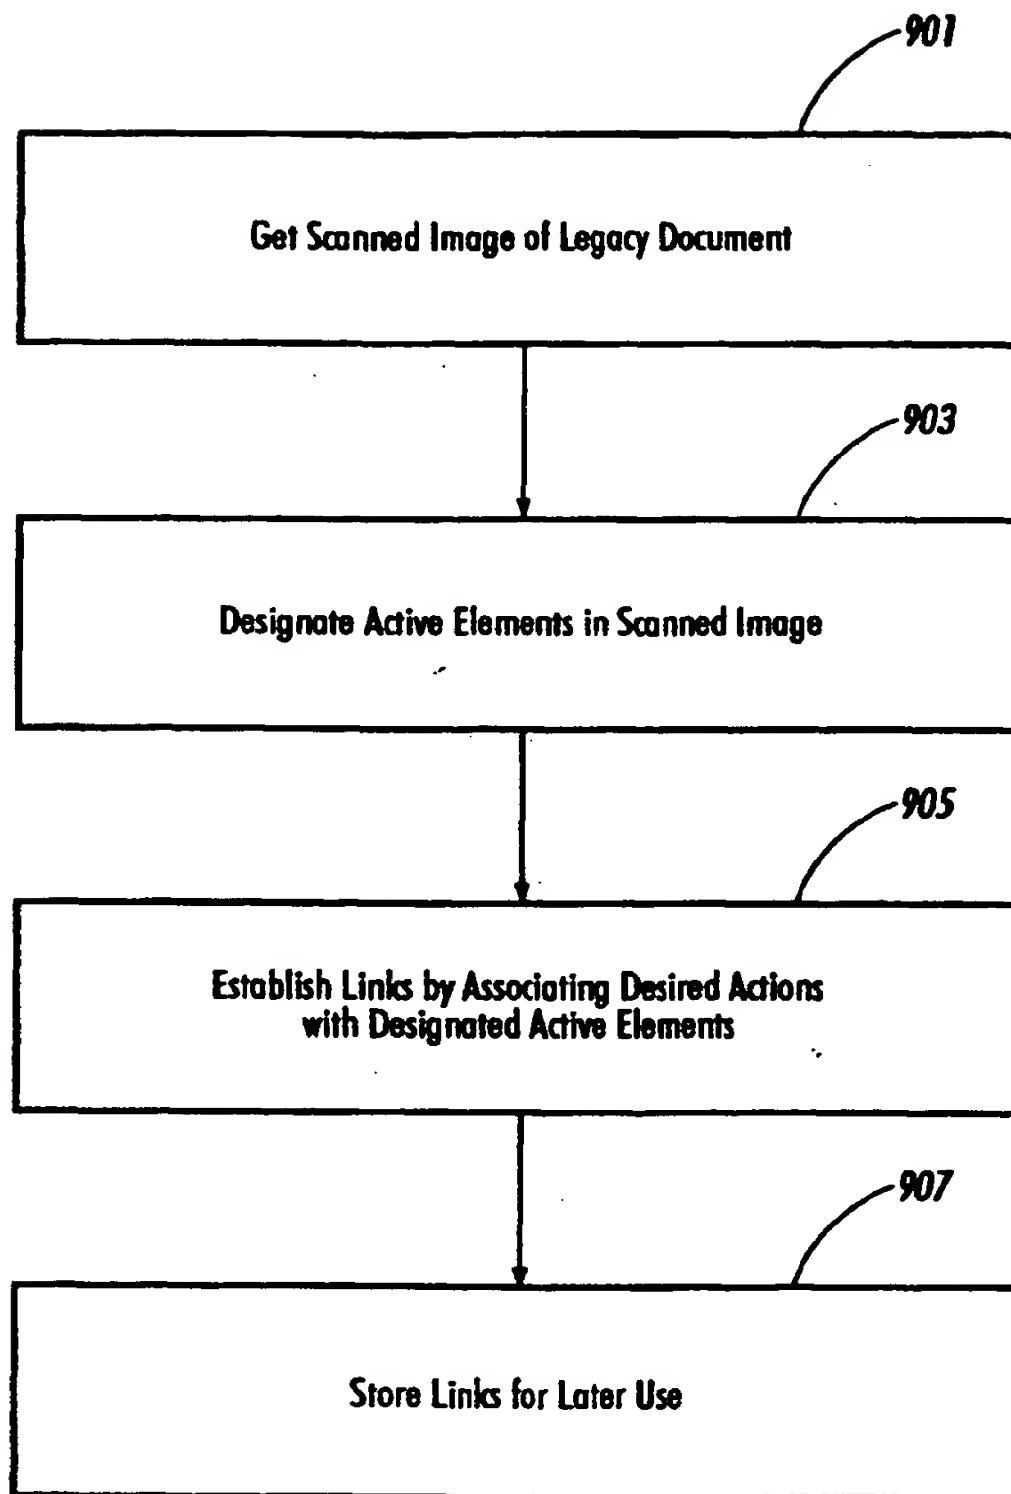 901
Get Scanned Image of Legacy Document
903
Designate Active Elements in Scanned Image
905
Establish Links by Associating Desired Actions
with Designated Active Elements
907
Store Links for Later Use